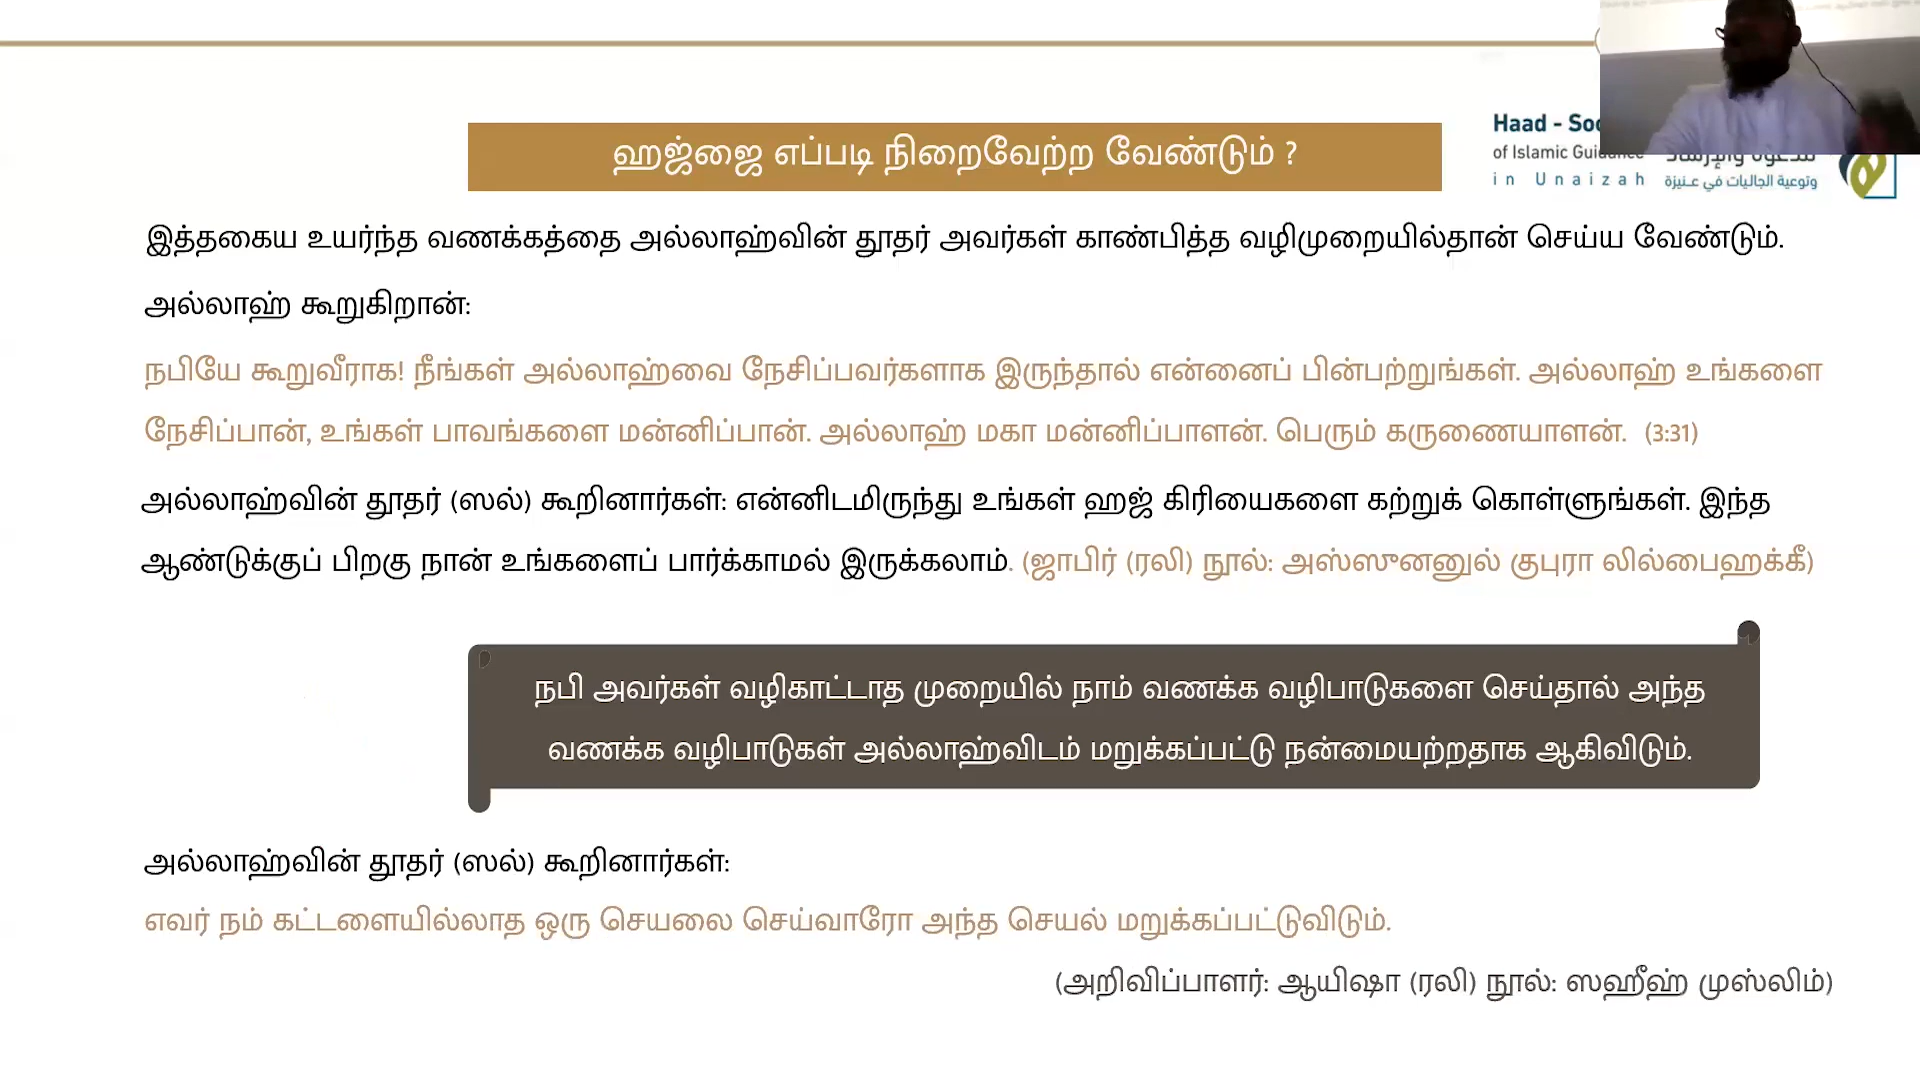 ஹஜ்ஜை எப்படி நிறைவேற்ற வேண்டும் ?
Haad -
of Islamic Guidance
in Unaizah
للدعوة والإرشاد
وتوعية الجاليات في عنيزة
இத்தகைய உயர்ந்த வணக்கத்தை அல்லாஹ்வின் தூதர் அவர்கள் காண்பித்த வழிமுறையில்தான் செய்ய வேண்டும்.
அல்லாஹ் கூறுகிறான்:
நபியே கூறுவீராக! நீங்கள் அல்லாஹ்வை நேசிப்பவர்களாக இருந்தால் என்னைப் பின்பற்றுங்கள். அல்லாஹ் உங்களை
நேசிப்பான், உங்கள் பாவங்களை மன்னிப்பான். அல்லாஹ் மகா மன்னிப்பாளன். பெரும் கருணையாளன். (3:31)
அல்லாஹ்வின் தூதர் (ஸல்) கூறினார்கள்: என்னிடமிருந்து உங்கள் ஹஜ் கிரியைகளை கற்றுக் கொள்ளுங்கள். இந்த
ஆண்டுக்குப் பிறகு நான் உங்களைப் பார்க்காமல் இருக்கலாம். (ஜாபிர் (ரலி) நூல்: அஸ்ஸுனனுல் குபுரா லில்பைஹக்கீ)
நபி அவர்கள் வழிகாட்டாத முறையில் நாம் வணக்க வழிபாடுகளை செய்தால் அந்த
வணக்க வழிபாடுகள் அல்லாஹ்விடம் மறுக்கப்பட்டு நன்மையற்றதாக ஆகிவிடும்.
அல்லாஹ்வின் தூதர் (ஸல்) கூறினார்கள்:
எவர் நம் கட்டளையில்லாத ஒரு செயலை செய்வாரோ அந்த செயல் மறுக்கப்பட்டுவிடும்.
(அறிவிப்பாளர்: ஆயிஷா (ரலி) நூல்: ஸஹீஹ் முஸ்லிம்)